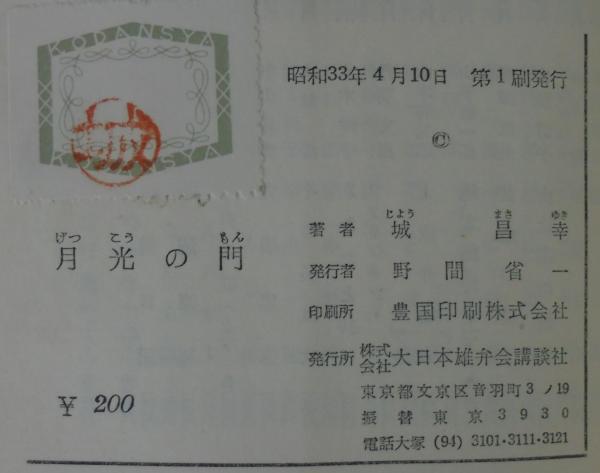 KODANSYA
KODANSYA
昭和33年4月10日 第1刷発行
©
げつ こう もん
月光の門
¥ 200
じよう まさ ゆき
著者 城昌幸
発行者 野間省一
印刷所 豊国印刷株式会社
発行所 株式会社 大日本雄弁会講談社
東京都文京区音羽町3ノ19
振替東京3930
電話大塚 (94) 3101・3111・3121